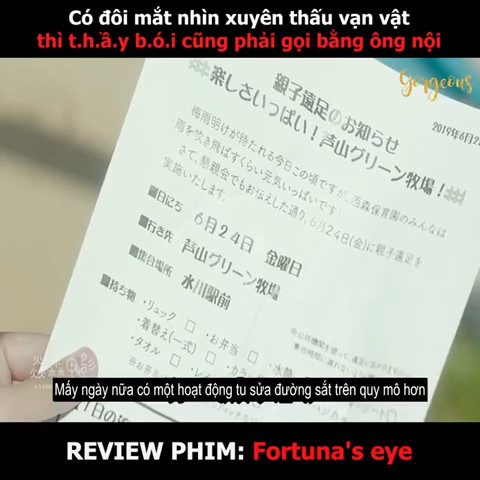 Có đôi mắt nhìn xuyên thấu vạn vật
thì t.h.ầ.y b.ó.i cũng phải gọi bằng ông nội
Gorgeous
2019年6月2
親子遠足のお知らせ
楽しさいっぱい！芦山グリーン牧場！
梅雨明けが待たれる今日この頃ですが、西森保育園のみんなは
雨を吹き飛ばすくらい元気いっぱいです！
さて、懇親会でもお伝えした通り、6月24日(金)に親子遠足を
実施いたします。
■日にち 6月24日 金曜日
■行き先 芦山グリーン牧場
■集合場所 氷川駅前
■持ち物 ・リュック □
・着替え(一式) □ ・お弁当 □ ・水筒
・タオル □
Mấy ngày nữa có một hoạt động tu sửa đường sắt trên quy mô hơn
REVIEW PHIM: Fortuna's eye